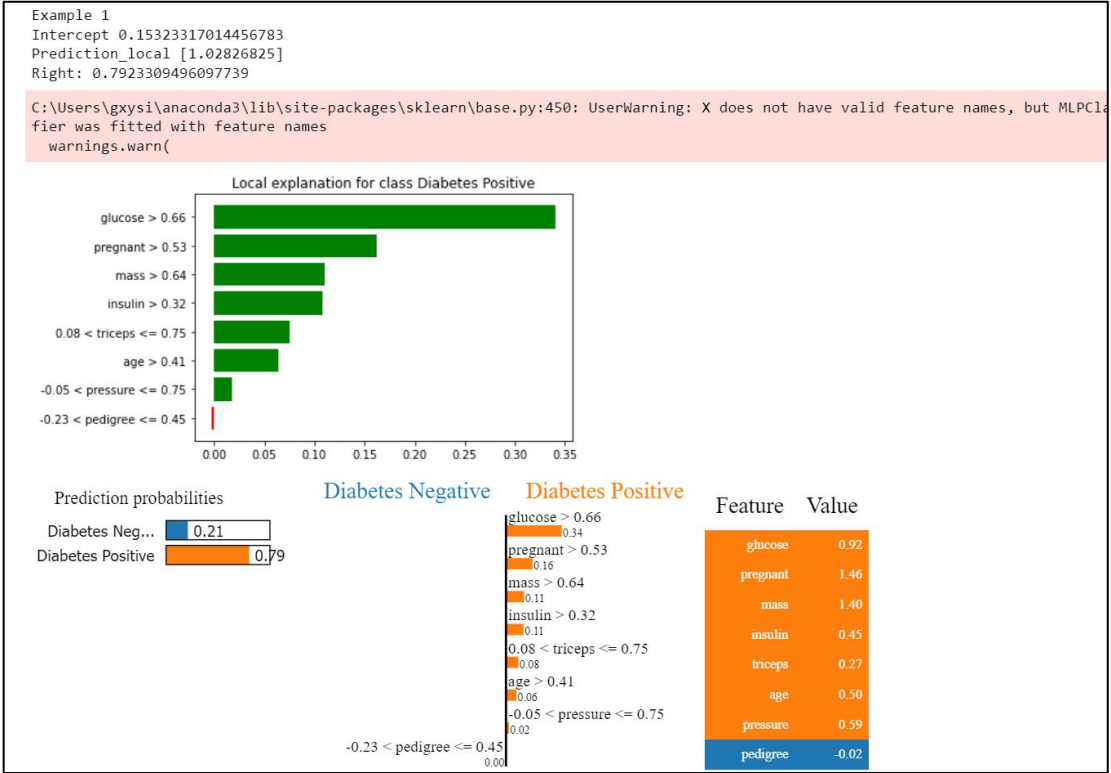 Example 1
Intercept 0.15323317014456783
Prediction_local [1.02826825]
Right: 0.7923309496097739
C:\Users\gxysi\anaconda3\lib\site-packages\sklearn\base.py:450: UserWarning: X does not have valid feature names, but MLPCla
fier was fitted with feature names
warnings.warn(
Local explanation for class Diabetes Positive
glucose > 0.66
pregnant > 0.53
mass > 0.64
insulin > 0.32
0.08 < triceps <= 0.75
age > 0.41
-0.05 < pressure <= 0.75
-0.23 < pedigree <= 0.45
0.00 0.05 0.10 0.15 0.20 0.25 0.30 0.35
Prediction probabilities
Diabetes Neg... 0.21
Diabetes Positive 0.79
Diabetes Negative Diabetes Positive
glucose > 0.66
0.34
pregnant > 0.53
0.16
mass > 0.64
0.11
insulin > 0.32
0.11
0.08 < triceps <= 0.75
0.08
age > 0.41
0.06
-0.05 < pressure <= 0.75
0.02
-0.23 < pedigree <= 0.45
0.00
Feature Value
glucose 0.92
pregnant 1.46
mass 1.40
insulin 0.45
triceps 0.27
age 0.50
pressure 0.59
pedigree -0.02